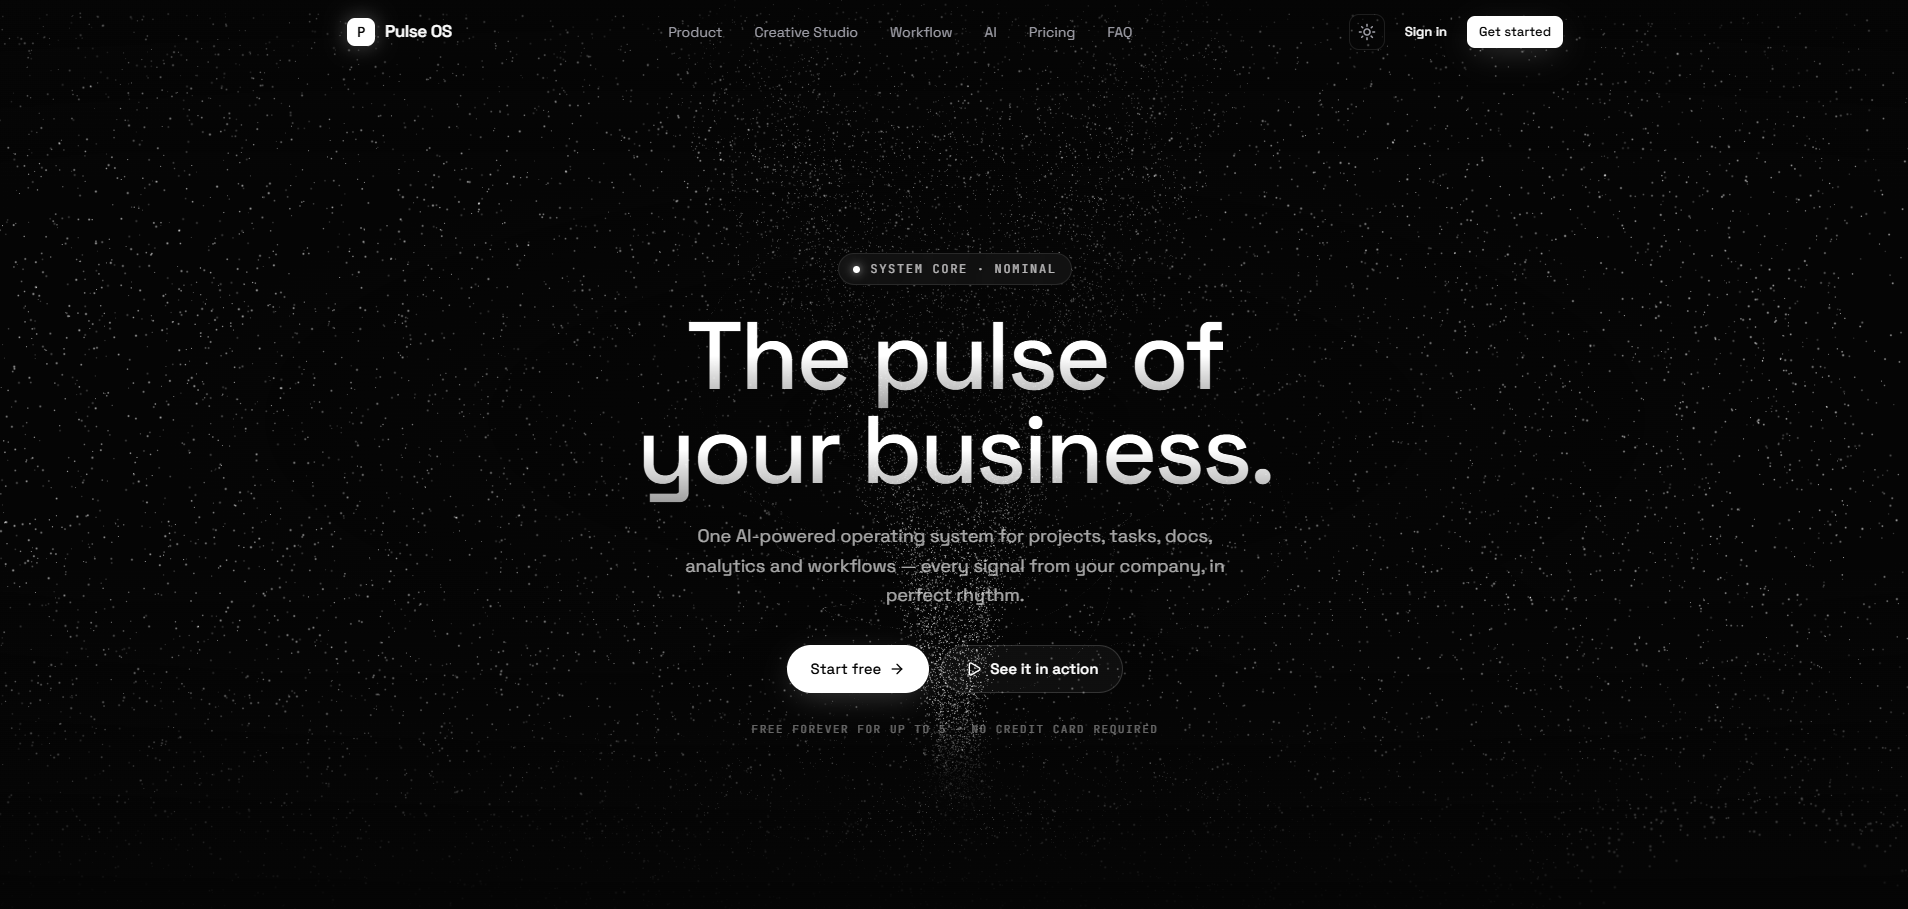 P Pulse OS
Product Creative Studio Workflow AI Pricing FAQ
Sign in
Get started
SYSTEM CORE · NOMINAL
The pulse of
your business.
One AI-powered operating system for projects, tasks, docs,
analytics and workflows — every signal from your company, in
perfect rhythm.
Start free →
See it in action
FREE FOREVER FOR UP TO 5 · NO CREDIT CARD REQUIRED